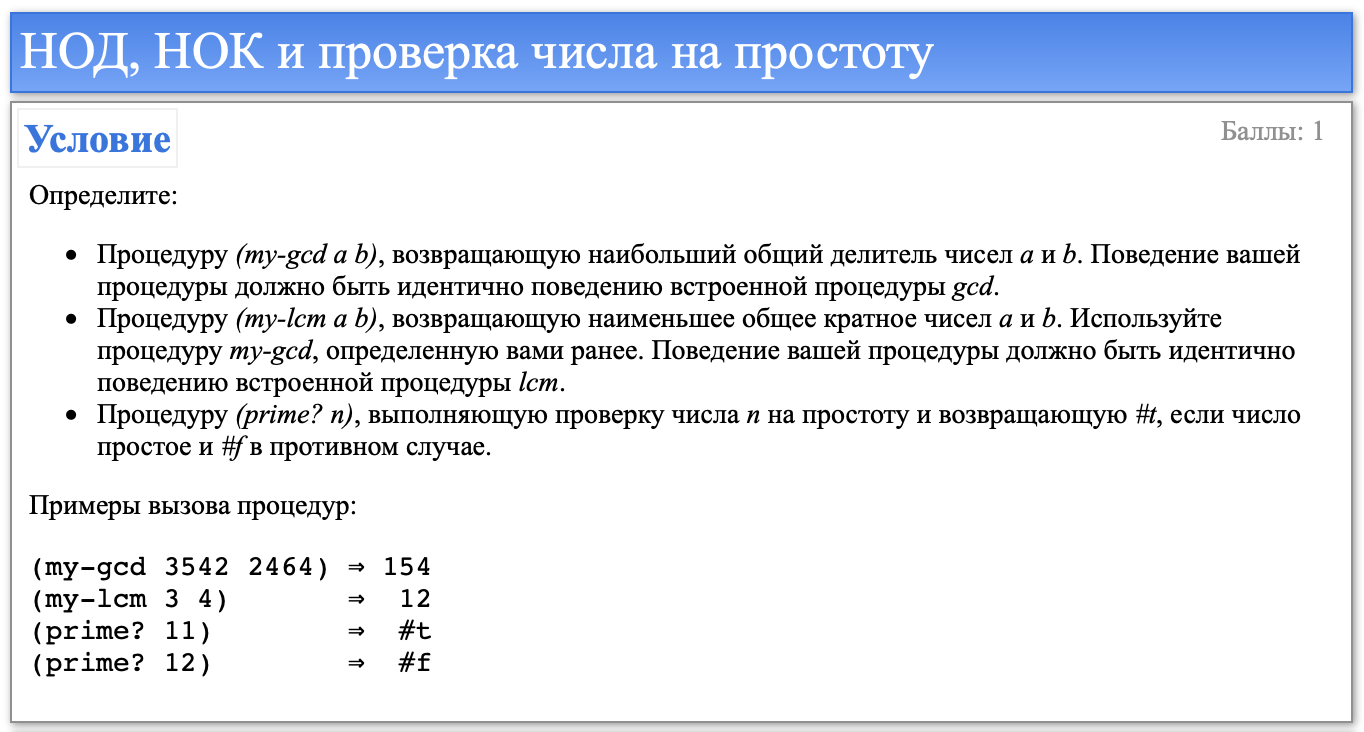 НОД, НОК и проверка числа на простоту
Условие
Баллы: 1
Определите:
• Процедуру (my-gcd a b), возвращающую наибольший общий делитель чисел a и b. Поведение вашей
процедуры должно быть идентично поведению встроенной процедуры gcd.
• Процедуру (my-lcm a b), возвращающую наименьшее общее кратное чисел a и b. Используйте
процедуру my-gcd, определенную вами ранее. Поведение вашей процедуры должно быть идентично
поведению встроенной процедуры lcm.
• Процедуру (prime? n), выполняющую проверку числа n на простоту и возвращающую #t, если число
простое и #f в противном случае.
Примеры вызова процедур:
(my-gcd 3542 2464) ⇒ 154
(my-lcm 3 4)       ⇒  12
(prime? 11)        ⇒  #t
(prime? 12)        ⇒  #f